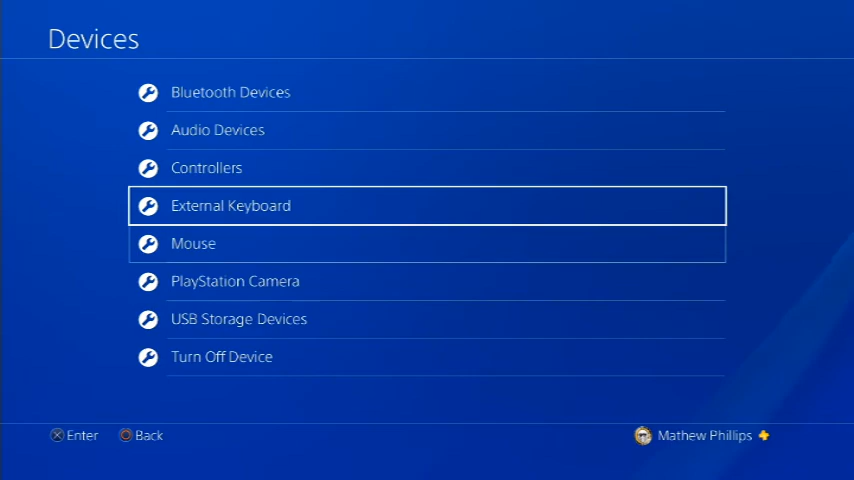 Devices
Bluetooth Devices
Audio Devices
Controllers
External Keyboard
Mouse
PlayStation Camera
USB Storage Devices
Turn Off Device
Enter Back Mathew Phillips